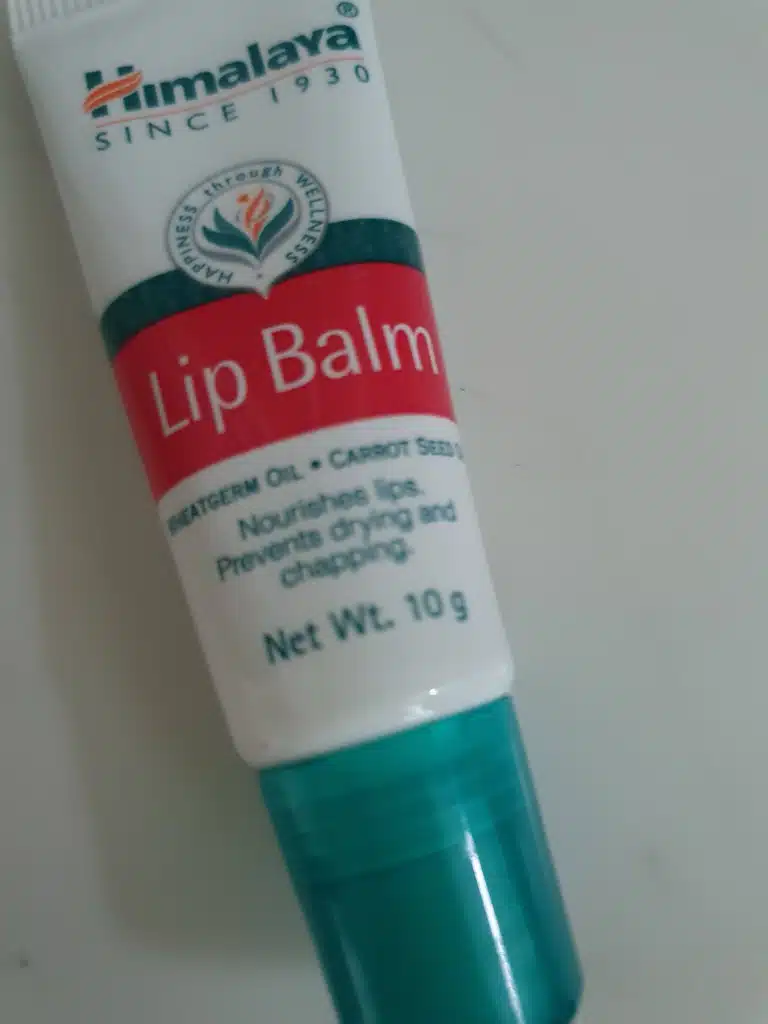 Himalaya®
SINCE 1930
HAPPINESS through WELLNESS
Lip Balm
WHEATGERM OIL • CARROT SEED
Nourishes lips.
Prevents drying and
chapping.
Net Wt. 10 g